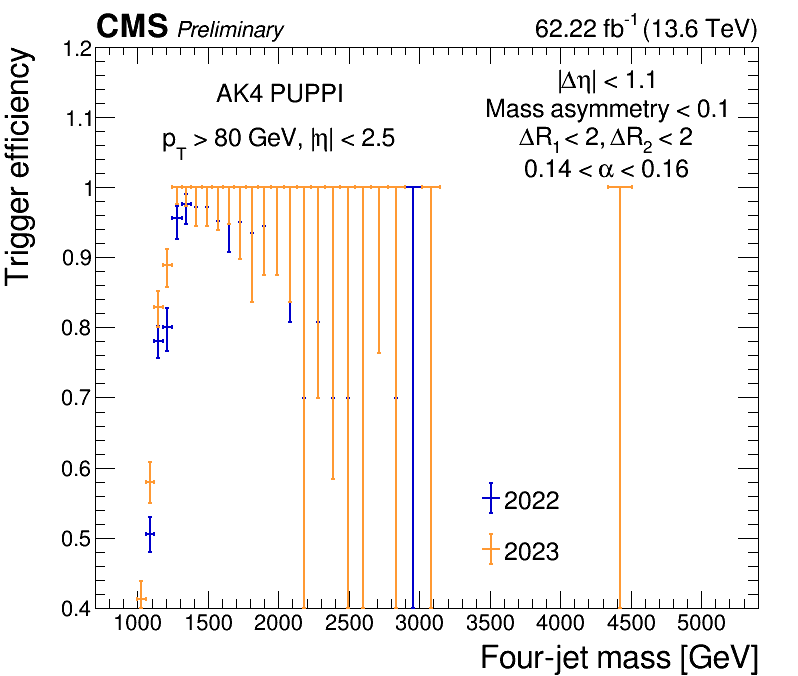 CMS Preliminary 62.22 fb⁻¹ (13.6 TeV)
AK4 PUPPI
p_T > 80 GeV, |η| < 2.5
|Δη| < 1.1
Mass asymmetry < 0.1
ΔR₁ < 2, ΔR₂ < 2
0.14 < α < 0.16
Trigger efficiency
1.2
1.1
1
0.9
0.8
0.7
0.6
0.5
0.4
2022
2023
1000 1500 2000 2500 3000 3500 4000 4500 5000
Four-jet mass [GeV]